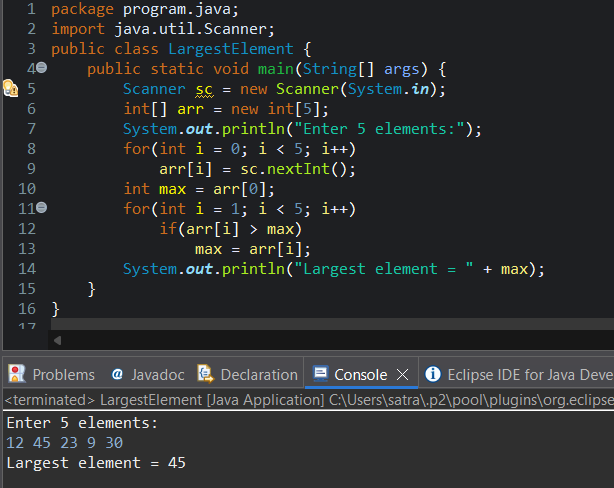 1 package program.java;
2 import java.util.Scanner;
3 public class LargestElement {
4     public static void main(String[] args) {
5         Scanner sc = new Scanner(System.in);
6         int[] arr = new int[5];
7         System.out.println("Enter 5 elements:");
8         for(int i = 0; i < 5; i++)
9             arr[i] = sc.nextInt();
10         int max = arr[0];
11         for(int i = 1; i < 5; i++)
12             if(arr[i] > max)
13                 max = arr[i];
14         System.out.println("Largest element = " + max);
15     }
16 }
17
Problems @ Javadoc Declaration Console Eclipse IDE for Java Deve
<terminated> LargestElement [Java Application] C:\Users\satra\.p2\pool\plugins\org.eclipse
Enter 5 elements:
12 45 23 9 30
Largest element = 45